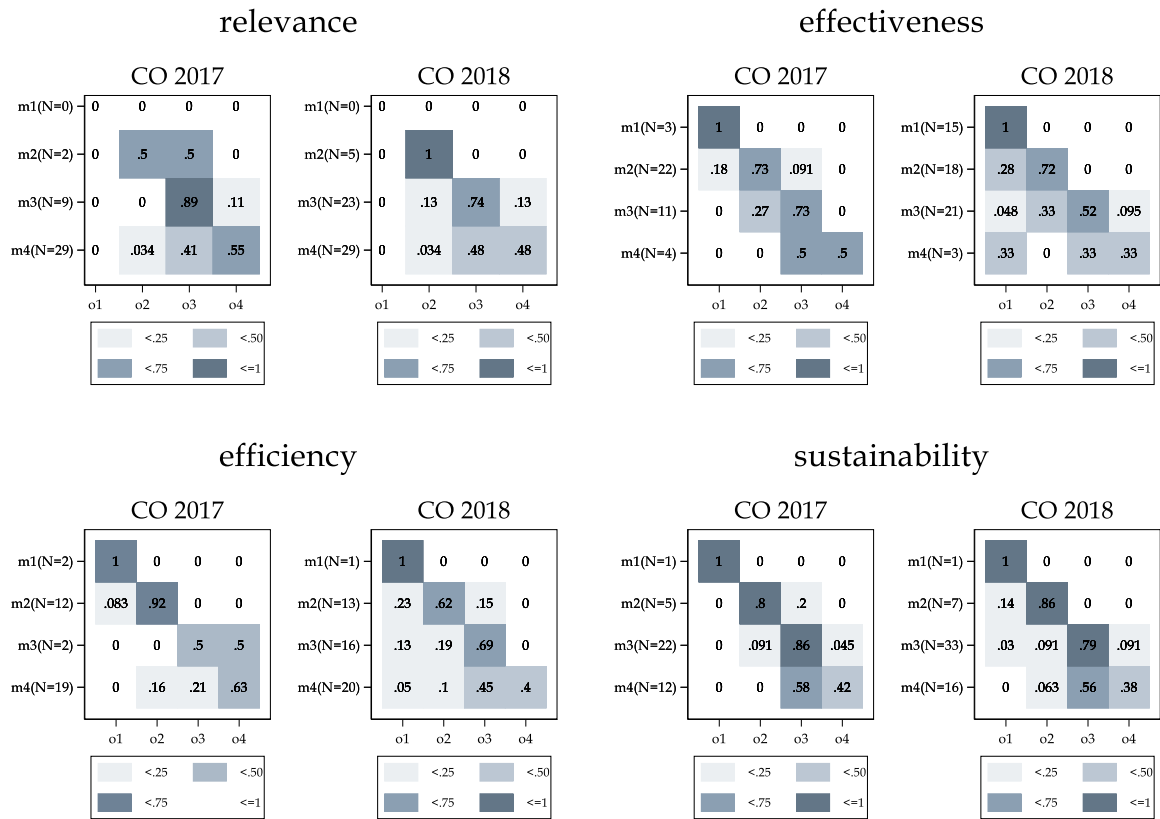 relevance
effectiveness
CO 2017
CO 2018
CO 2017
CO 2018
m1(N=0) 0 0 0 0
m2(N=2) 0 .5 .5 0
m3(N=9) 0 0 .89 .11
m4(N=29) 0 .034 .41 .55
o1 o2 o3 o4
<.25 <.50
<.75 <=1
m1(N=0) 0 0 0 0
m2(N=5) 0 1 0 0
m3(N=23) 0 .13 .74 .13
m4(N=29) 0 .034 .48 .48
o1 o2 o3 o4
<.25 <.50
<.75 <=1
m1(N=3) 1 0 0 0
m2(N=22) .18 .73 .091 0
m3(N=11) 0 .27 .73 0
m4(N=4) 0 0 .5 .5
o1 o2 o3 o4
<.25 <.50
<.75 <=1
m1(N=15) 1 0 0 0
m2(N=18) .28 .72 0 0
m3(N=21) .048 .33 .52 .095
m4(N=3) .33 0 .33 .33
o1 o2 o3 o4
<.25 <.50
<.75 <=1
efficiency
sustainability
CO 2017
CO 2018
CO 2017
CO 2018
m1(N=2) 1 0 0 0
m2(N=12) .083 .92 0 0
m3(N=2) 0 0 .5 .5
m4(N=19) 0 .16 .21 .63
o1 o2 o3 o4
<.25 <.50
<.75 <=1
m1(N=1) 1 0 0 0
m2(N=13) .23 .62 .15 0
m3(N=16) .13 .19 .69 0
m4(N=20) .05 .1 .45 .4
o1 o2 o3 o4
<.25 <.50
<.75 <=1
m1(N=1) 1 0 0 0
m2(N=5) 0 .8 .2 0
m3(N=22) 0 .091 .86 .045
m4(N=12) 0 0 .58 .42
o1 o2 o3 o4
<.25 <.50
<.75 <=1
m1(N=1) 1 0 0 0
m2(N=7) .14 .86 0 0
m3(N=33) .03 .091 .79 .091
m4(N=16) 0 .063 .56 .38
o1 o2 o3 o4
<.25 <.50
<.75 <=1